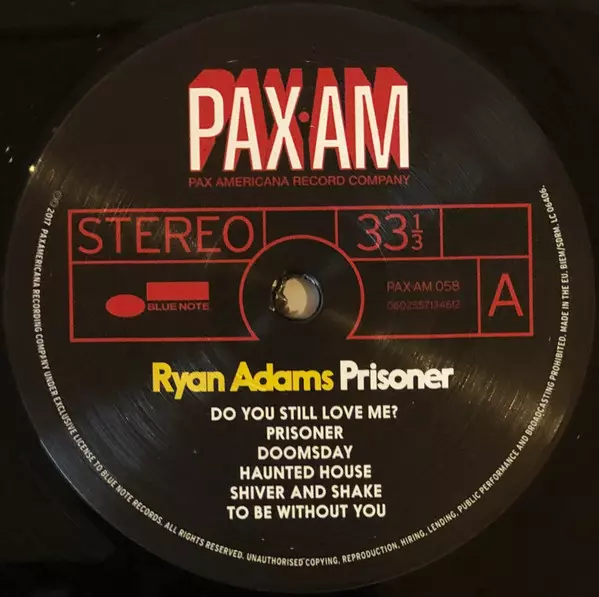 PAX·AM
PAX AMERICANA RECORD COMPANY
STEREO
33 1/3
BLUE NOTE
PAX·AM 058
0602557134612
A
Ryan Adams Prisoner
DO YOU STILL LOVE ME?
PRISONER
DOOMSDAY
HAUNTED HOUSE
SHIVER AND SHAKE
TO BE WITHOUT YOU
℗© 2017 PAXAMERICANA RECORDING COMPANY UNDER EXCLUSIVE LICENSE TO BLUE NOTE RECORDS. ALL RIGHTS RESERVED. UNAUTHORISED COPYING, REPRODUCTION, HIRING, LENDING, PUBLIC PERFORMANCE AND BROADCASTING PROHIBITED. MADE IN THE EU. BIEM/SDRM. LC 06406.